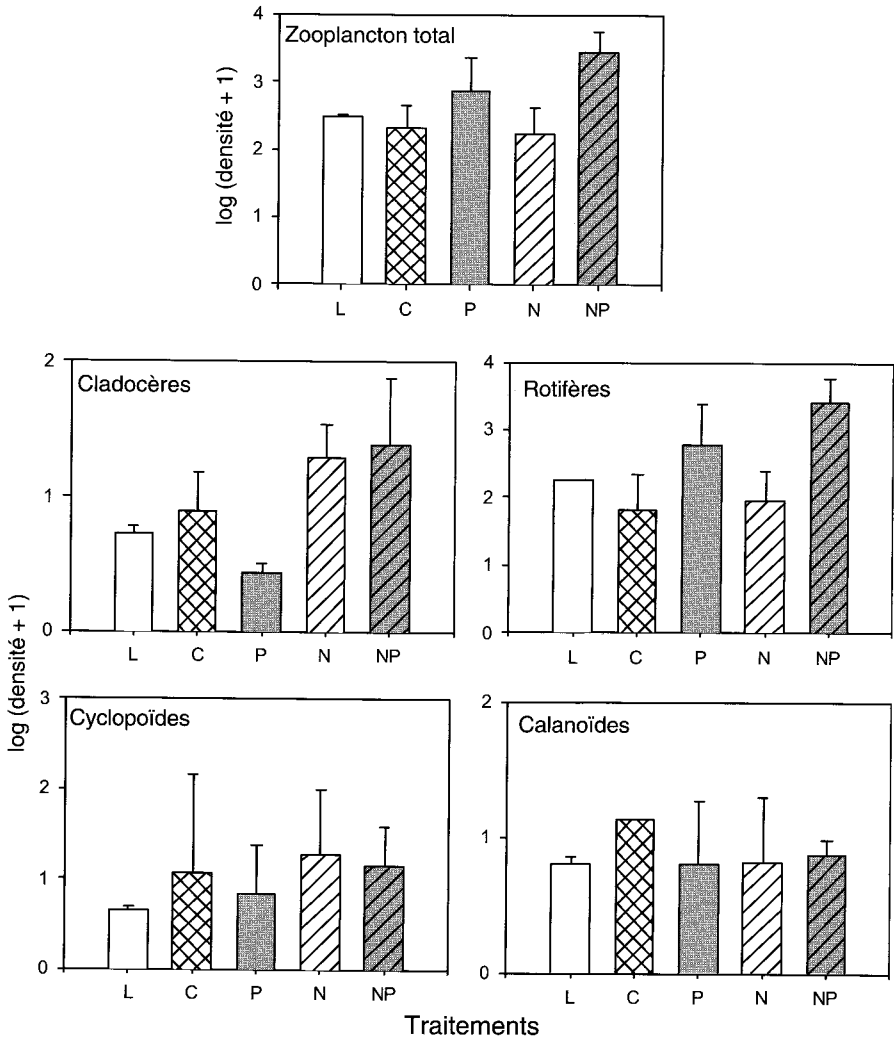 Zooplancton total
log (densité + 1)
4
3
2
1
0
L C P N NP
Cladocères
2
1
0
L C P N NP
Rotifères
4
3
2
1
0
L C P N NP
log (densité + 1)
Cyclopoïdes
3
2
1
0
L C P N NP
Calanoïdes
2
1
0
L C P N NP
Traitements